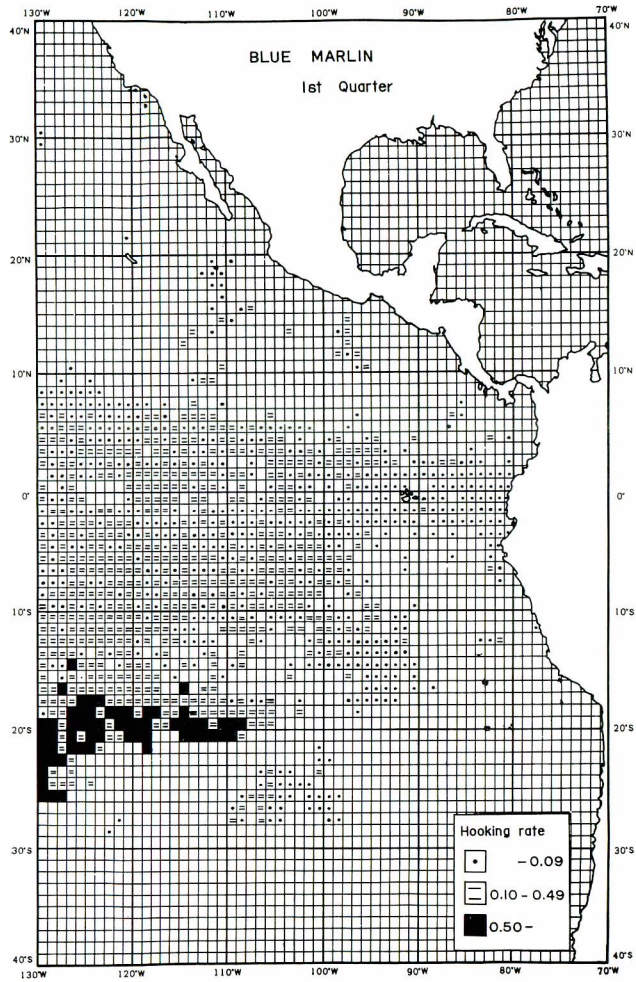 130°W 120°W 110°W 100°W 90°W 80°W 70°W
40°N 40°N
BLUE MARLIN
1st Quarter
30°N 30°N
20°N 20°N
10°N 10°N
0° 0°
10°S 10°S
20°S 20°S
30°S 30°S
40°S 40°S
Hooking rate
-0.09
0.10-0.49
0.50-
130°W 120°W 110°W 100°W 90°W 80°W 70°W